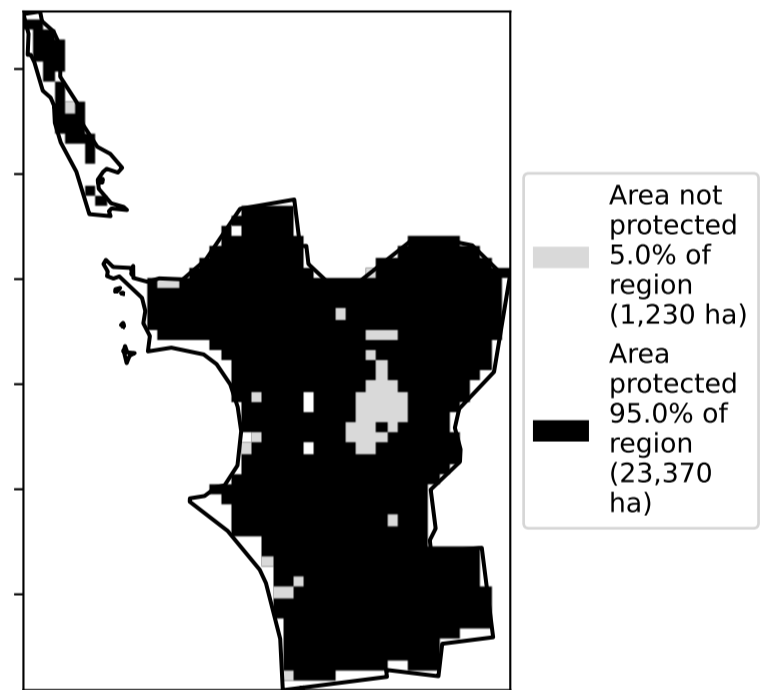 Area not
protected
5.0% of
region
(1,230 ha)
Area
protected
95.0% of
region
(23,370
ha)